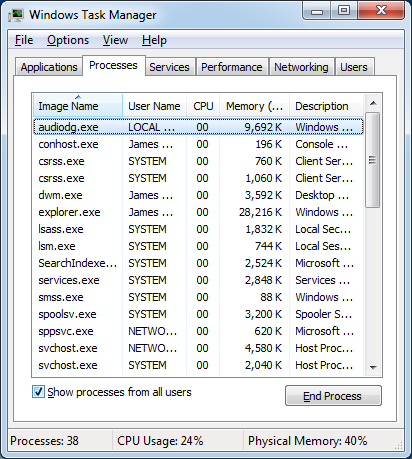 Windows Task Manager
File Options View Help
Applications Processes Services Performance Networking Users
Image Name User Name CPU Memory (... Description
audiodg.exe LOCAL ... 00 9,692 K Windows ...
conhost.exe James ... 00 196 K Console ...
csrss.exe SYSTEM 00 760 K Client Ser...
csrss.exe SYSTEM 00 1,060 K Client Ser...
dwm.exe James ... 00 3,592 K Desktop ...
explorer.exe James ... 00 28,216 K Windows ...
lsass.exe SYSTEM 00 1,832 K Local Sec...
lsm.exe SYSTEM 00 744 K Local Ses...
SearchIndexe... SYSTEM 00 2,524 K Microsoft ...
services.exe SYSTEM 00 2,848 K Services ...
smss.exe SYSTEM 00 88 K Windows ...
spoolsv.exe SYSTEM 00 3,200 K Spooler S...
sppsvc.exe NETWO... 00 620 K Microsoft ...
svchost.exe NETWO... 00 4,580 K Host Proc...
svchost.exe SYSTEM 00 2,040 K Host Proc...
Show processes from all users End Process
Processes: 38 CPU Usage: 24% Physical Memory: 40%